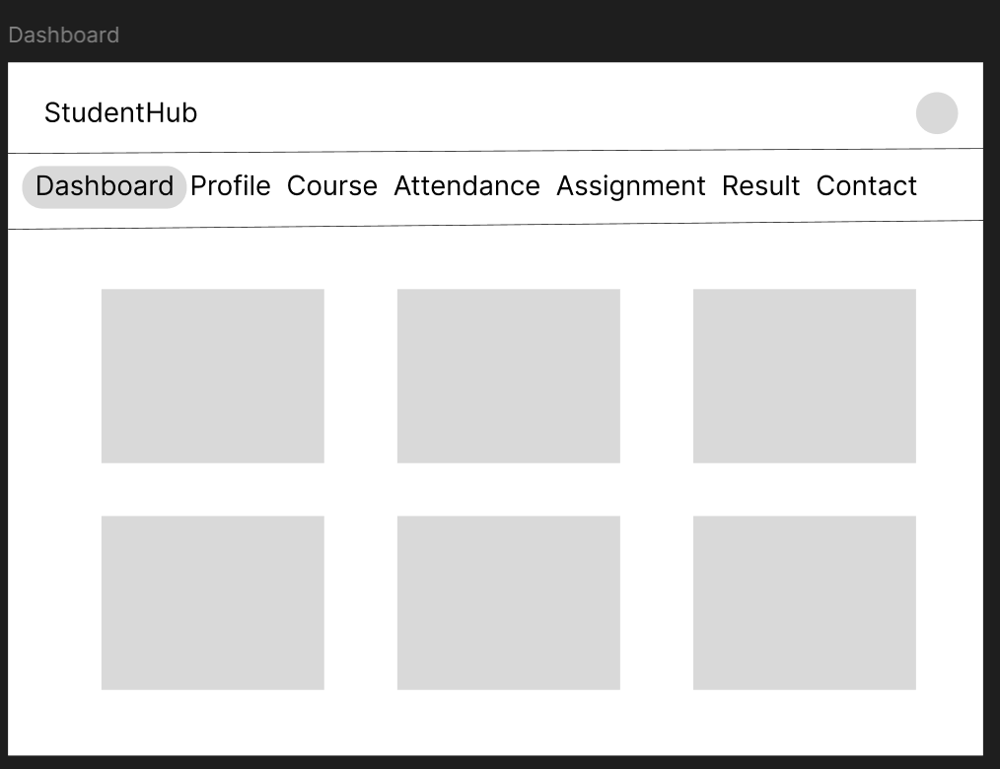 Dashboard
StudentHub
Dashboard Profile Course Attendance Assignment Result Contact